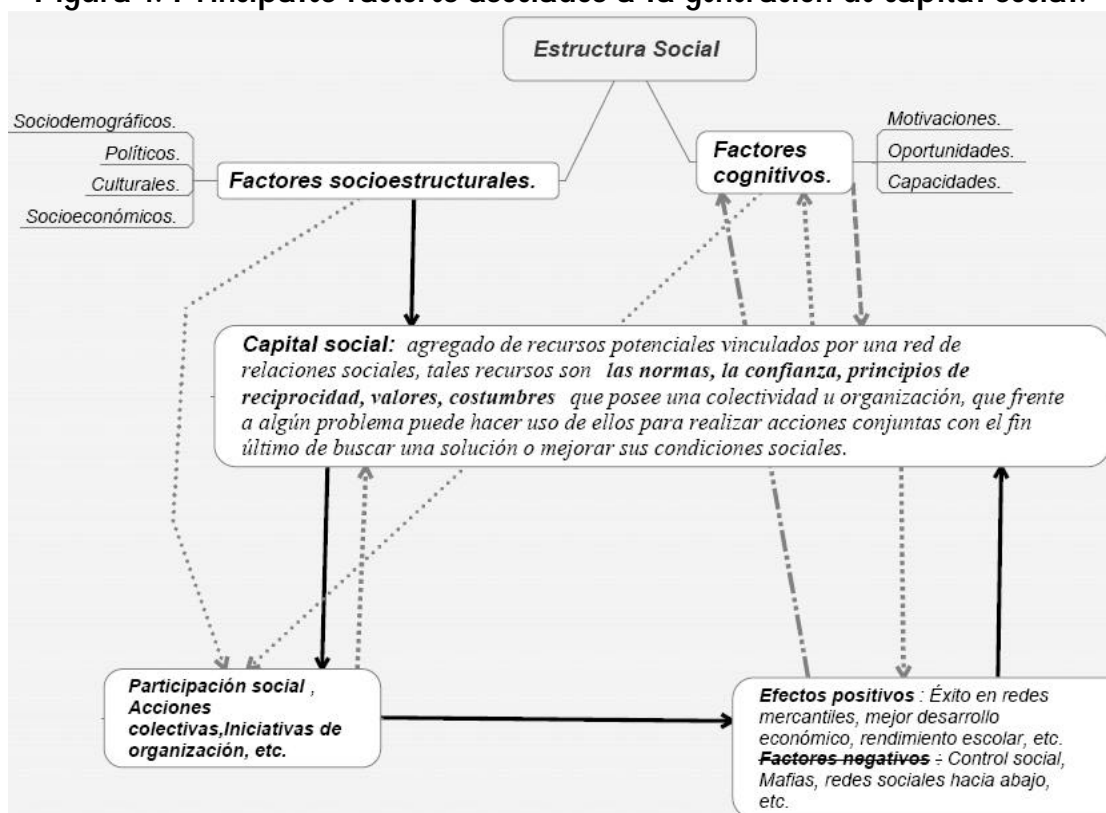 Figura 1. Principales factores asociados a la generación de capital social.
Estructura Social
Sociodemográficos.
Políticos.
Culturales.
Socioeconómicos.
Factores socioestructurales.
Factores
cognitivos.
Motivaciones.
Oportunidades.
Capacidades.
Capital social: agregado de recursos potenciales vinculados por una red de
relaciones sociales, tales recursos son las normas, la confianza, principios de
reciprocidad, valores, costumbres que posee una colectividad u organización, que frente
a algún problema puede hacer uso de ellos para realizar acciones conjuntas con el fin
último de buscar una solución o mejorar sus condiciones sociales.
Participación social ,
Acciones
colectivas,Iniciativas de
organización, etc.
Efectos positivos : Éxito en redes
mercantiles, mejor desarrollo
económico, rendimiento escolar, etc.
Factores negativos : Control social,
Mafias, redes sociales hacia abajo,
etc.